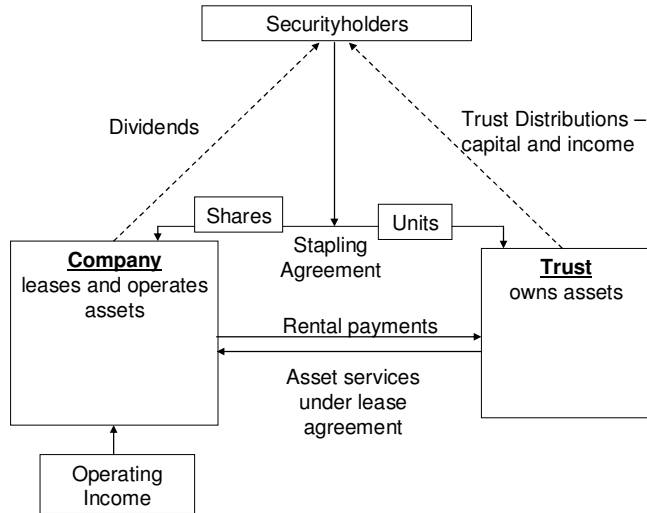 Securityholders
Dividends
Trust Distributions –
capital and income
Shares
Units
Stapling
Agreement
Company
leases and operates
assets
Trust
owns assets
Rental payments
Asset services
under lease
agreement
Operating
Income